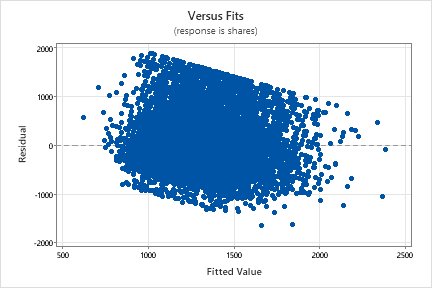 Versus Fits
(response is shares)
2000
1000
0
-1000
-2000
Residual
500
1000
1500
2000
2500
Fitted Value